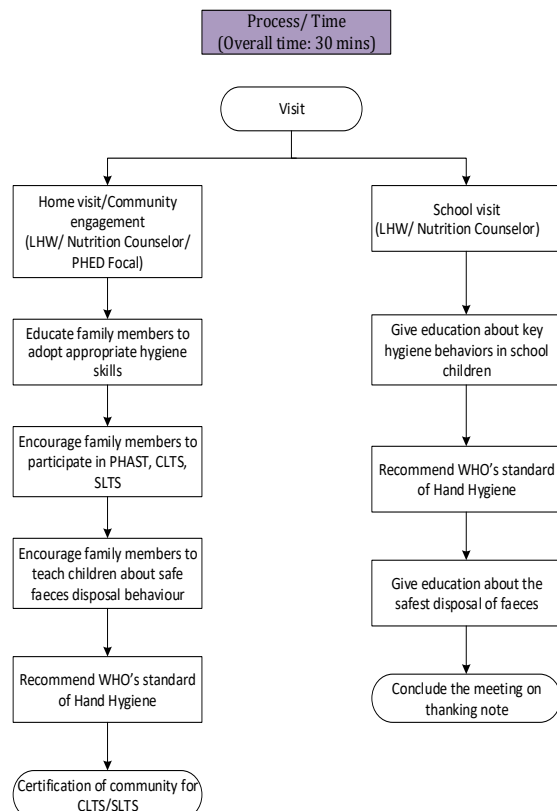 Process/ Time
(Overall time: 30 mins)
Visit
Home visit/Community
engagement
(LHW/ Nutrition Counselor/
PHED Focal)
Educate family members to
adopt appropriate hygiene
skills
Encourage family members to
participate in PHAST, CLTS,
SLTS
Encourage family members to
teach children about safe
faeces disposal behaviour
Recommend WHO’s standard
of Hand Hygiene
Certification of community for
CLTS/SLTS
School visit
(LHW/ Nutrition Counselor)
Give education about key
hygiene behaviors in school
children
Recommend WHO’s standard
of Hand Hygiene
Give education about the
safest disposal of faeces
Conclude the meeting on
thanking note